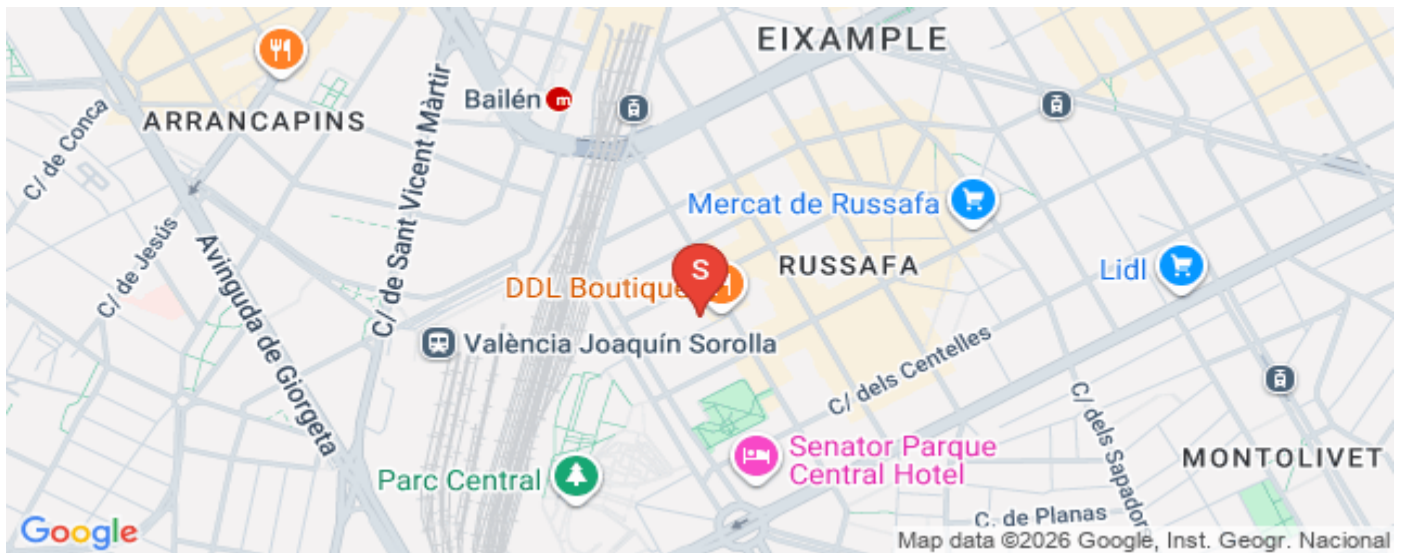 EIXAMPLE
Bailén
m
ARRANCAPINS
C/ de Conca
C/ de Sant Vicent Màrtir
Mercat de Russafa
C/ de Jesús
Avinguda de Giorgeta
S
RUSSAFA
Lidl
DDL Boutique
València Joaquín Sorolla
C/ dels Centelles
C/ dels Sapador
Senator Parque
Central Hotel
MONTOLIVET
Parc Central
C. de Planas
Google
Map data ©2026 Google, Inst. Geogr. Nacional